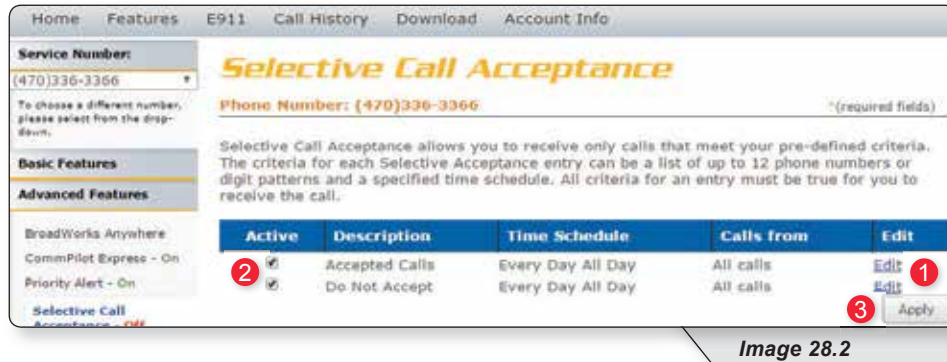 Home Features E911 Call History Download Account Info
Service Number:
(470)336-3366
To choose a different number, please select from the drop-down.
Basic Features
Advanced Features
BroadWorks Anywhere
CommPilot Express - On
Priority Alert - On
Selective Call
Acceptance - Off
Selective Call Acceptance
Phone Number: (470)336-3366 *(required fields)
Selective Call Acceptance allows you to receive only calls that meet your pre-defined criteria.
The criteria for each Selective Acceptance entry can be a list of up to 12 phone numbers or
digit patterns and a specified time schedule. All criteria for an entry must be true for you to
receive the call.
Active Description Time Schedule Calls from Edit
2 Accepted Calls Every Day All Day All calls Edit 1
Do Not Accept Every Day All Day All calls Edit
3 Apply
Image 28.2